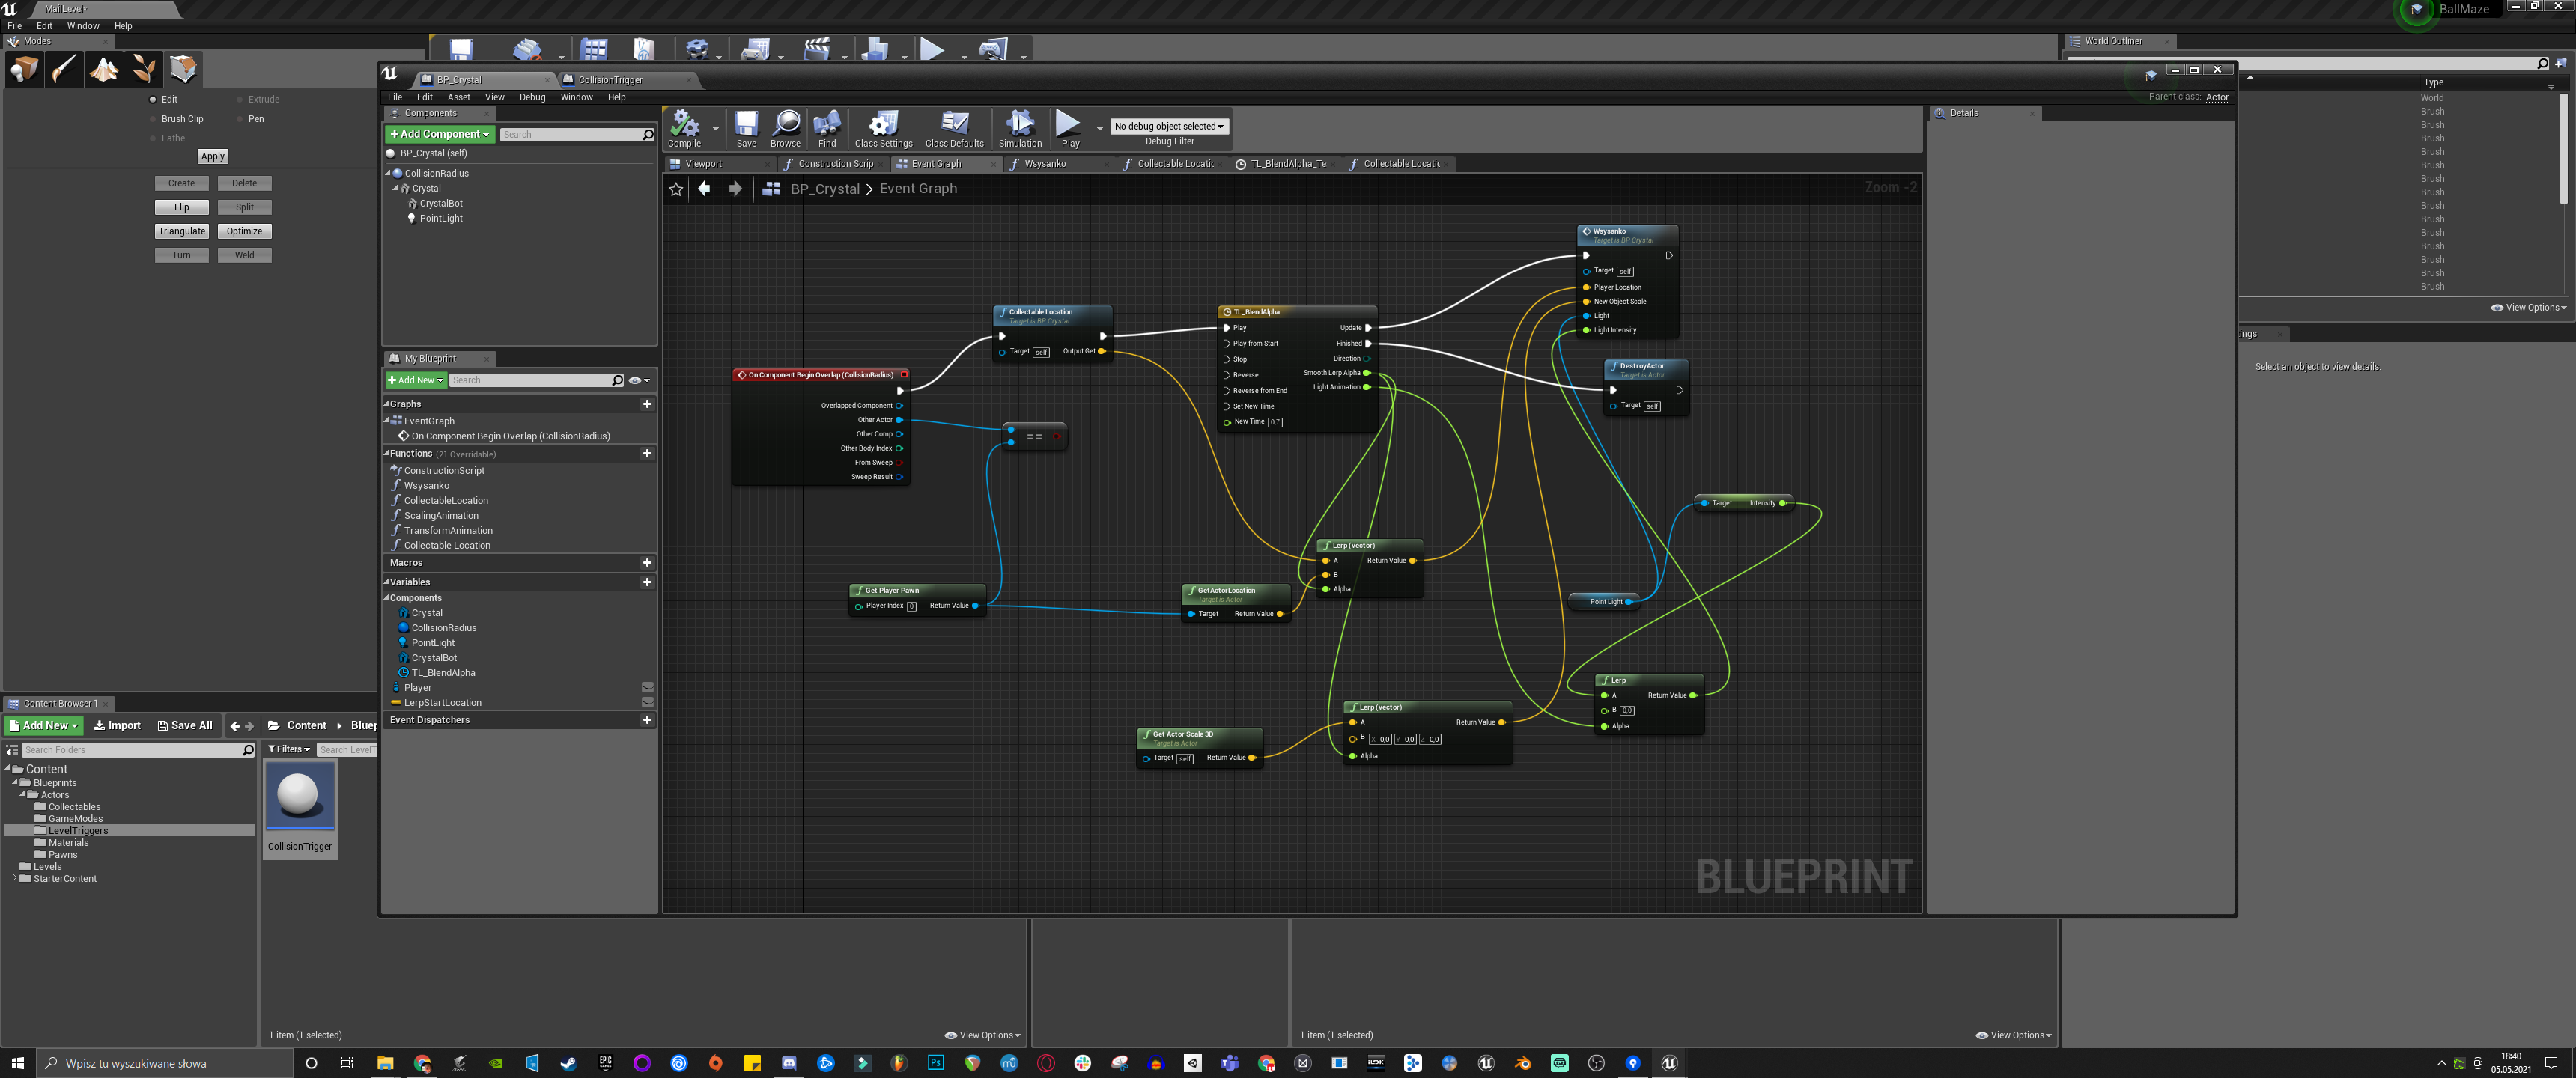 MailLevel*
BallMaze
File Edit Window Help
Modes
World Outliner
Edit
Extrude
Brush Clip
Pen
Lathe
Apply
Create Delete
Flip Split
Triangulate Optimize
Turn Weld
BP_Crystal
CollisionTrigger
File Edit Asset View Debug Window Help
Parent class: Actor
Components
+Add Component
Search
BP_Crystal (self)
CollisionRadius
Crystal
CrystalBot
PointLight
Compile
Save
Browse
Find
Class Settings
Class Defaults
Simulation
Play
No debug object selected
Debug Filter
Viewport
Construction Scrip
Event Graph
Wsysanko
Collectable Locatic
TL_BlendAlpha_Te
Collectable Locatic
BP_Crystal > Event Graph
Zoom -2
My Blueprint
+Add New
Search
Graphs
EventGraph
On Component Begin Overlap (CollisionRadius)
Functions (21 Overridable)
ConstructionScript
Wsysanko
CollectableLocation
ScalingAnimation
TransformAnimation
Collectable Location
Macros
Variables
Components
Crystal
CollisionRadius
PointLight
CrystalBot
TL_BlendAlpha
Player
LerpStartLocation
Event Dispatchers
On Component Begin Overlap (CollisionRadius)
Overlapped Component
Other Actor
Other Comp
Other Body Index
From Sweep
Sweep Result
Collectable Location
Target is BP Crystal
Target self Output Get
==
Get Player Pawn
Player Index 0 Return Value
TL_BlendAlpha
Play Update
Play from Start Finished
Stop Direction
Reverse Smooth Lerp Alpha
Reverse from End Light Animation
Set New Time
New Time 0,7
Wsysanko
Target is BP Crystal
Target self
Player Location
New Object Scale
Light
Light Intensity
DestroyActor
Target is Actor
Target self
Target Intensity
Lerp (vector)
A Return Value
B
Alpha
GetActorLocation
Target is Actor
Target Return Value
Point Light
Lerp
A Return Value
B 0,0
Alpha
Lerp (vector)
A Return Value
B X 0,0 Y 0,0 Z 0,0
Alpha
Get Actor Scale 3D
Target is Actor
Target self Return Value
BLUEPRINT
Details
Type
World
Brush
Brush
Brush
Brush
Brush
Brush
Brush
Brush
Brush
Brush
Brush
Brush
Brush
Brush
View Options
ings
Select an object to view details.
Content Browser 1
Add New Import Save All Content Bluep
Search Folders
Filters
Search LevelT
Content
Blueprints
Actors
Collectables
GameModes
LevelTriggers
Materials
Pawns
Levels
StarterContent
CollisionTrigger
1 item (1 selected)
View Options
1 item (1 selected)
View Options
Wpisz tu wyszukiwane słowa
18:40
05.05.2021